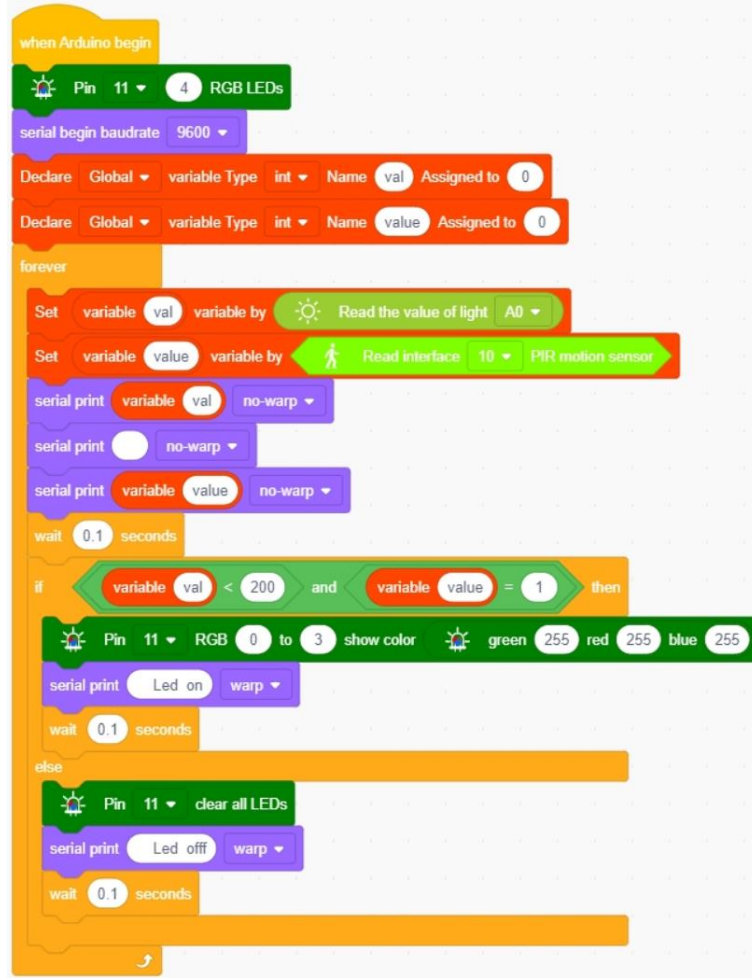 when Arduino begin
Pin 11 4 RGB LEDs
serial begin baudrate 9600
Declare Global variable Type int Name val Assigned to 0
Declare Global variable Type int Name value Assigned to 0
forever
Set variable val variable by Read the value of light A0
Set variable value variable by Read interface 10 PIR motion sensor
serial print variable val no-warp
serial print no-warp
serial print variable value no-warp
wait 0.1 seconds
if variable val < 200 and variable value = 1 then
Pin 11 RGB 0 to 3 show color green 255 red 255 blue 255
serial print Led on warp
wait 0.1 seconds
else
Pin 11 clear all LEDs
serial print Led offf warp
wait 0.1 seconds